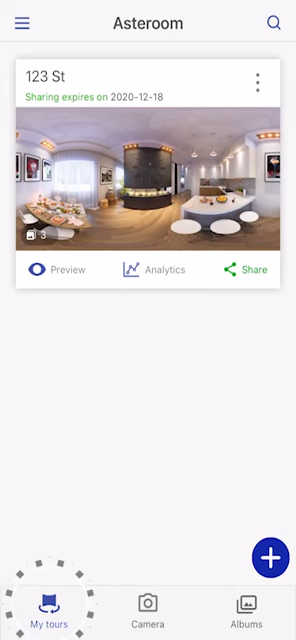 Asteroom
123 St
Sharing expires on 2020-12-18
3
Preview
Analytics
Share
My tours
Camera
Albums